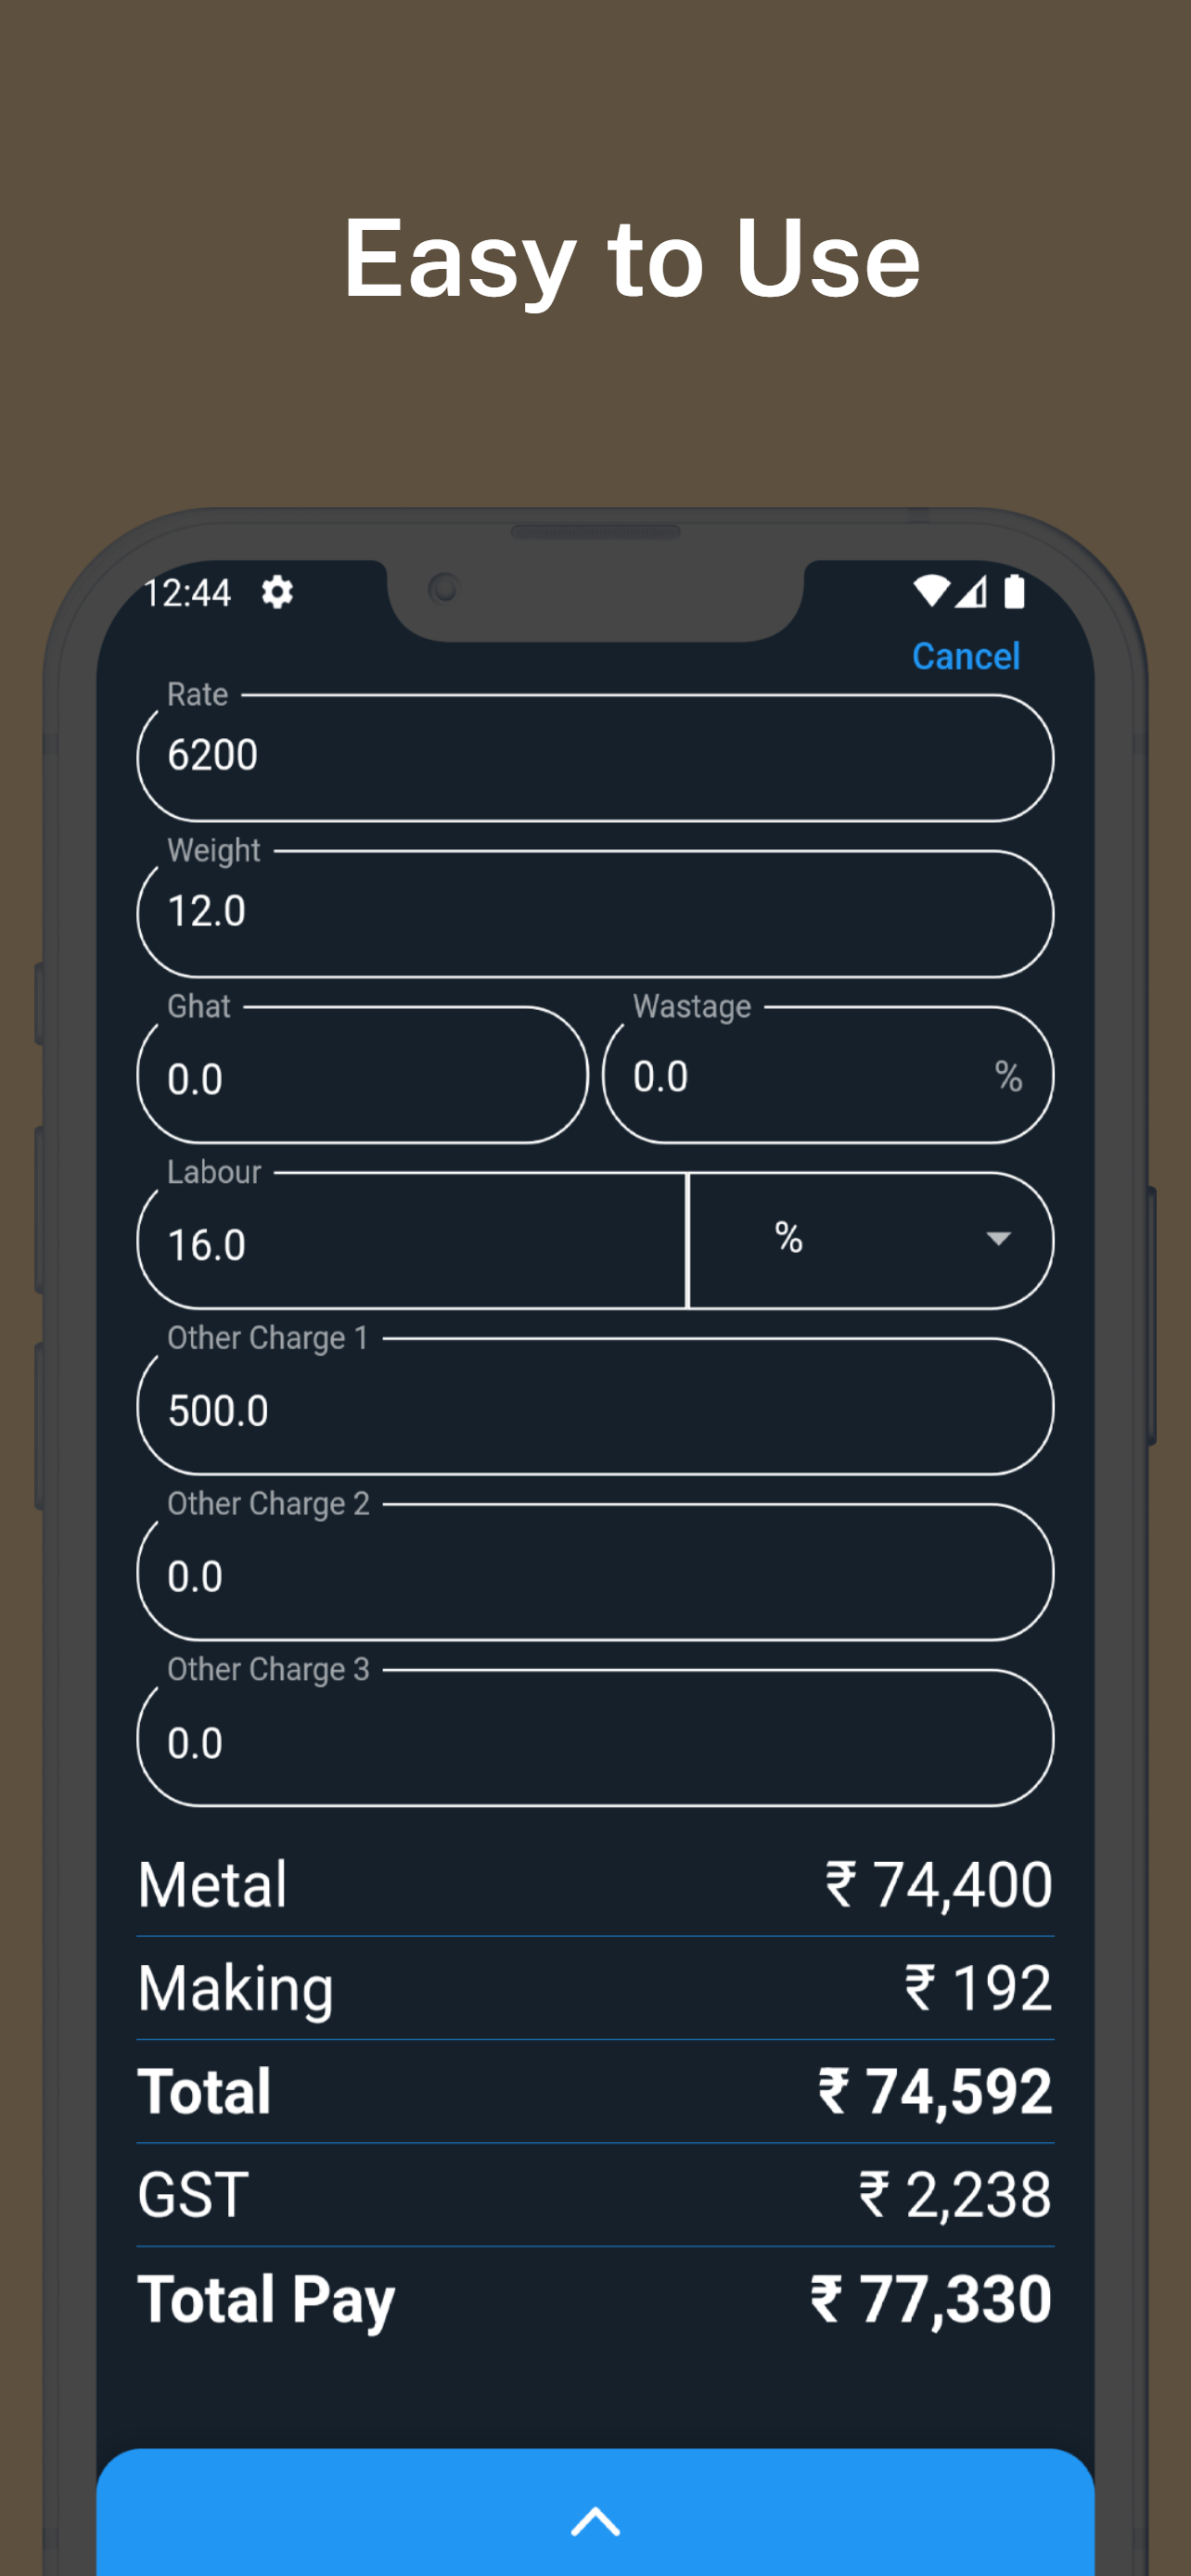 Easy to Use
12:44
Cancel
Rate
6200
Weight
12.0
Ghat
0.0
Wastage
0.0 %
Labour
16.0 %
Other Charge 1
500.0
Other Charge 2
0.0
Other Charge 3
0.0
Metal ₹ 74,400
Making ₹ 192
Total ₹ 74,592
GST ₹ 2,238
Total Pay ₹ 77,330